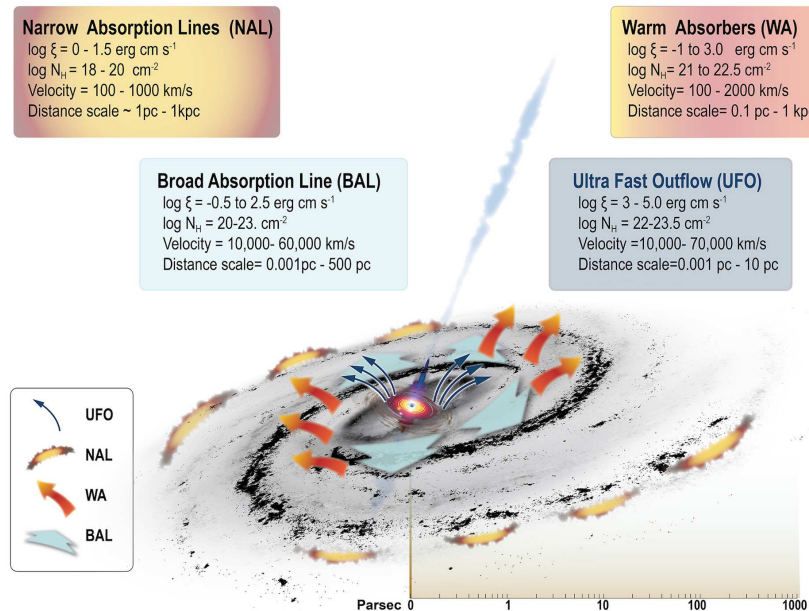 Narrow Absorption Lines (NAL)
log ξ = 0 - 1.5 erg cm s⁻¹
log N_H = 18 - 20 cm⁻²
Velocity = 100 - 1000 km/s
Distance scale ~ 1pc - 1kpc
Warm Absorbers (WA)
log ξ = -1 to 3.0 erg cm s⁻¹
log N_H= 21 to 22.5 cm⁻²
Velocity = 100 - 2000 km/s
Distance scale= 0.1 pc - 1 kp
Broad Absorption Line (BAL)
log ξ = -0.5 to 2.5 erg cm s⁻¹
log N_H = 20-23. cm⁻²
Velocity = 10,000- 60,000 km/s
Distance scale= 0.001pc - 500 pc
Ultra Fast Outflow (UFO)
log ξ = 3 - 5.0 erg cm s⁻¹
log N_H = 22-23.5 cm⁻²
Velocity =10,000- 70,000 km/s
Distance scale=0.001 pc - 10 pc
UFO
NAL
WA
BAL
Parsec 0 1 10 100 1000